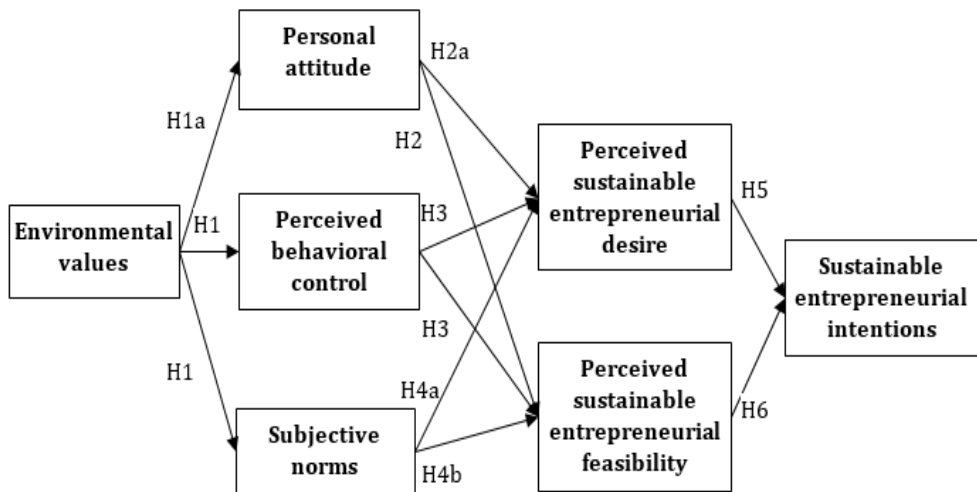 Personal
attitude
H2a
H1a
H2
Perceived
sustainable
entrepreneurial
desire
H5
Environmental
values
H1
Perceived
behavioral
control
H3
Sustainable
entrepreneurial
intentions
H3
H1
H4a
Perceived
sustainable
entrepreneurial
feasibility
H6
Subjective
norms
H4b